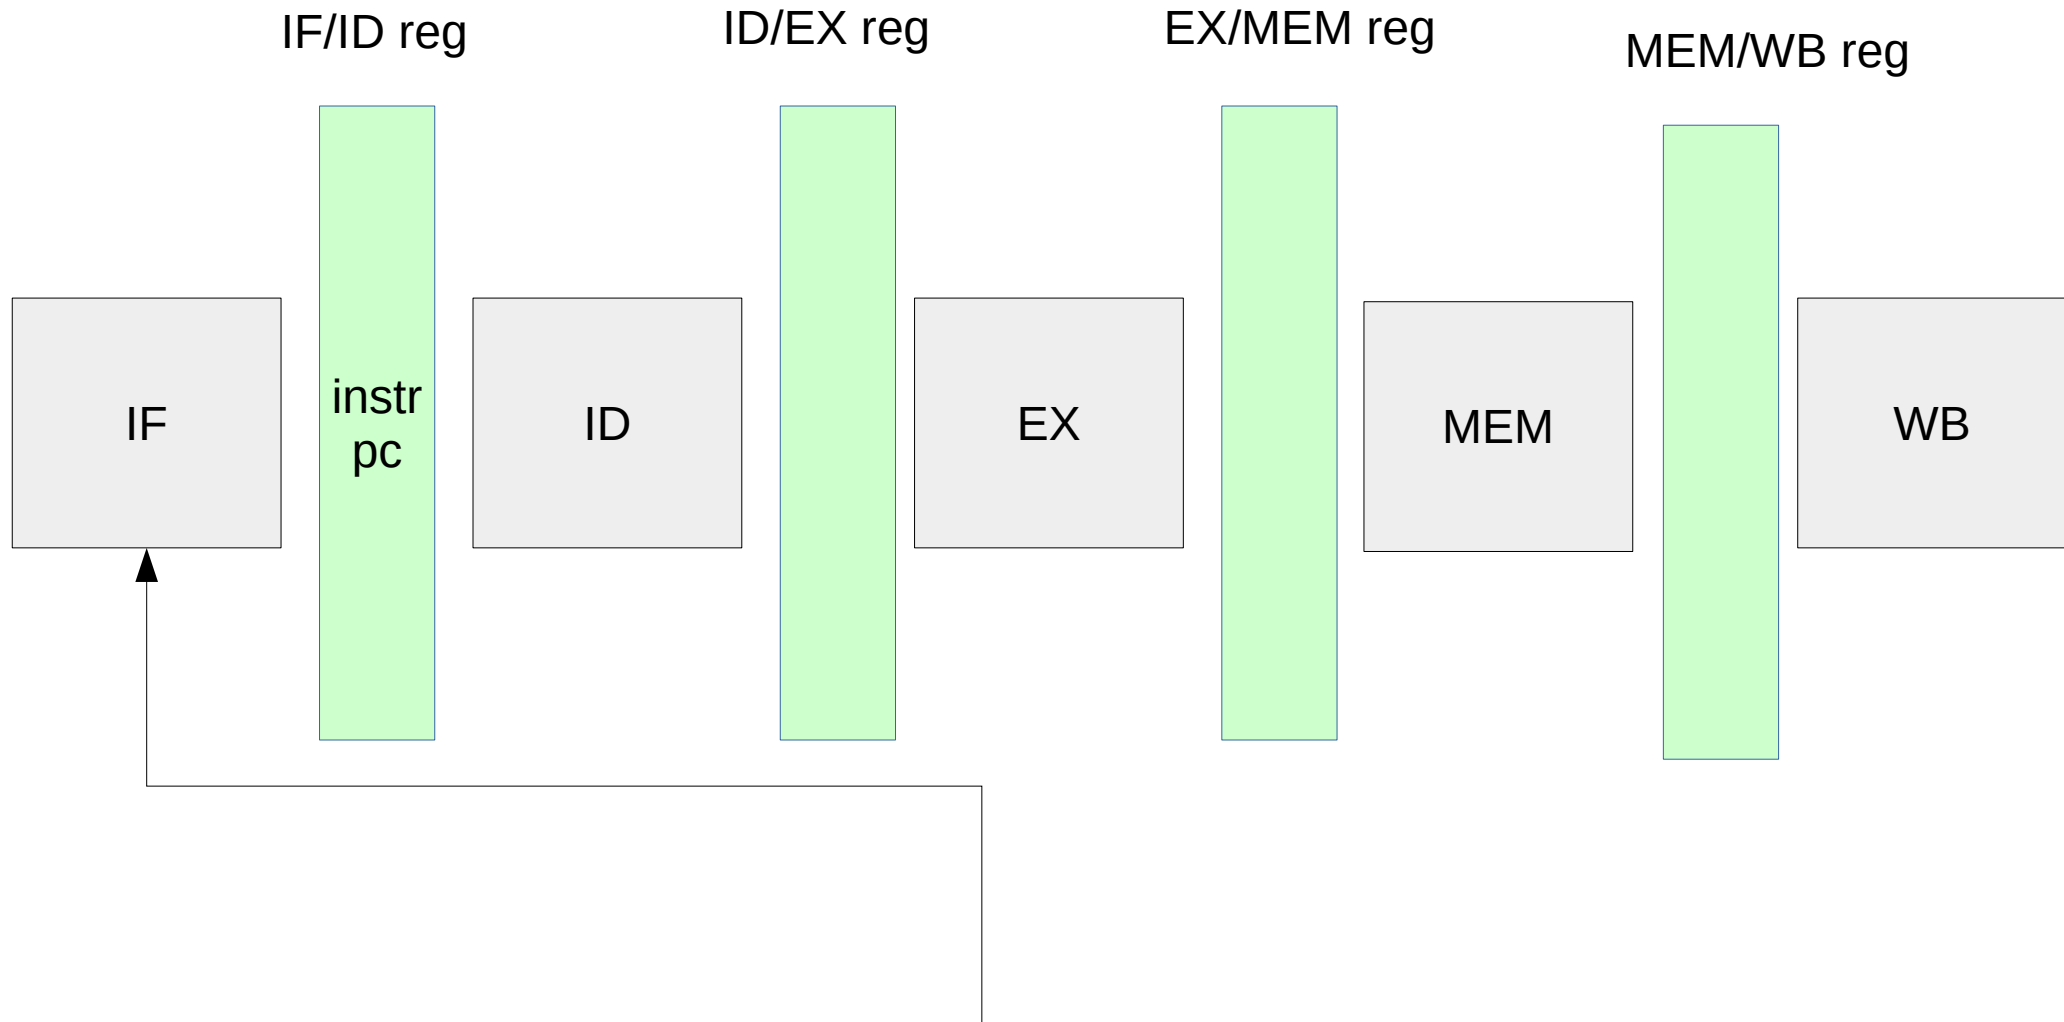 IF/ID reg
ID/EX reg
EX/MEM reg
MEM/WB reg
IF
instr
pc
ID
EX
MEM
WB